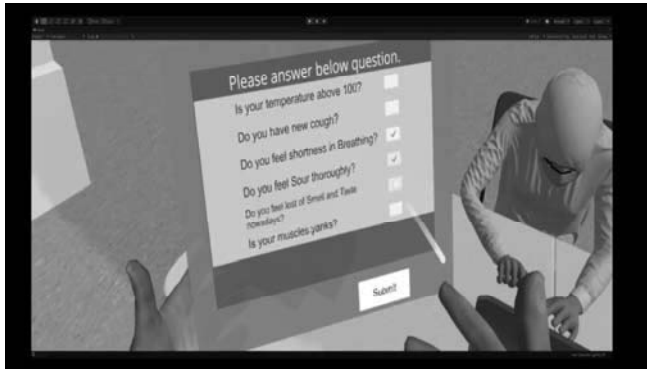 Please answer below question.
Is your temperature above 100?
Do you have new cough?
Do you feel shortness in Breathing?
Do you feel Sour thoroughly?
Do you feel lost of Smell and Taste
nowadays?
Is your muscles yanks?
Submit